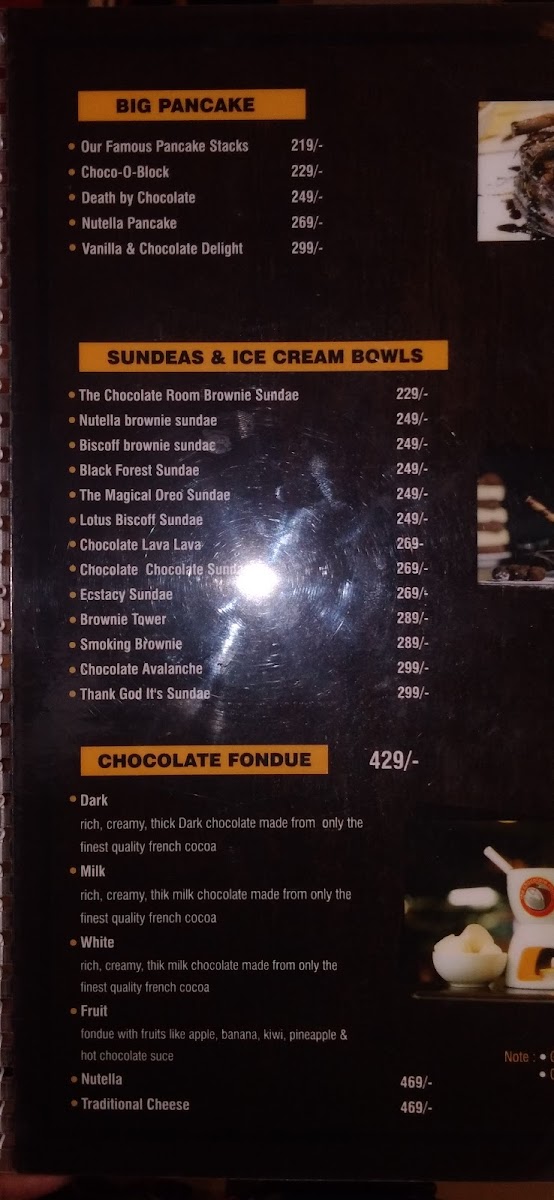 BIG PANCAKE
• Our Famous Pancake Stacks 219/-
• Choco-O-Block 229/-
• Death by Chocolate 249/-
• Nutella Pancake 269/-
• Vanilla & Chocolate Delight 299/-
SUNDEAS & ICE CREAM BOWLS
• The Chocolate Room Brownie Sundae 229/-
• Nutella brownie sundae 249/-
• Biscoff brownie sundae 249/-
• Black Forest Sundae 249/-
• The Magical Oreo Sundae 249/-
• Lotus Biscoff Sundae 249/-
• Chocolate Lava Lava 269-
• Chocolate Chocolate 269/-
• Ecstacy Sundae 269/-
• Brownie Tower 289/-
• Smoking Brownie 289/-
• Chocolate Avalanche 299/-
• Thank God It's Sundae 299/-
CHOCOLATE FONDUE 429/-
• Dark
rich, creamy, thick Dark chocolate made from only the
finest quality french cocoa
• Milk
rich, creamy, thik milk chocolate made from only the
finest quality french cocoa
• White
rich, creamy, thik milk chocolate made from only the
finest quality french cocoa
• Fruit
fondue with fruits like apple, banana, kiwi, pineapple &
hot chocolate suce
• Nutella 469/-
• Traditional Cheese 469/-
Note : •